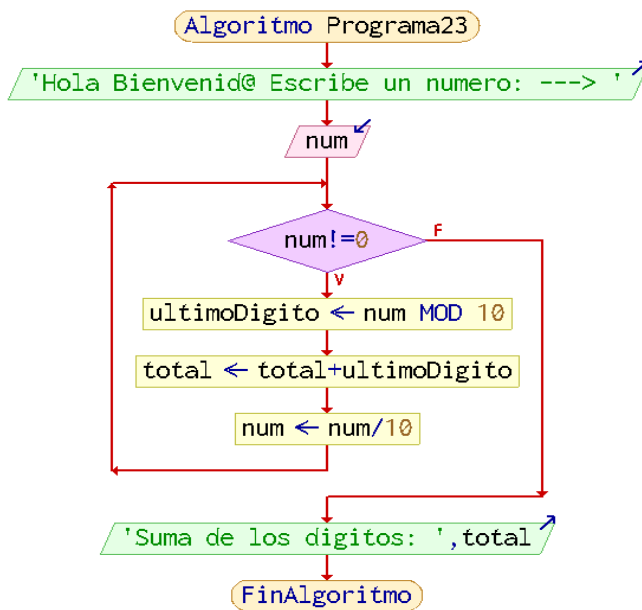 Algoritmo Programa23
'Hola Bienvenid@ Escribe un numero: ---> '
num
num!=0
F
V
ultimoDigito ← num MOD 10
total ← total+ultimoDigito
num ← num/10
'Suma de los digitos: ',total
FinAlgoritmo